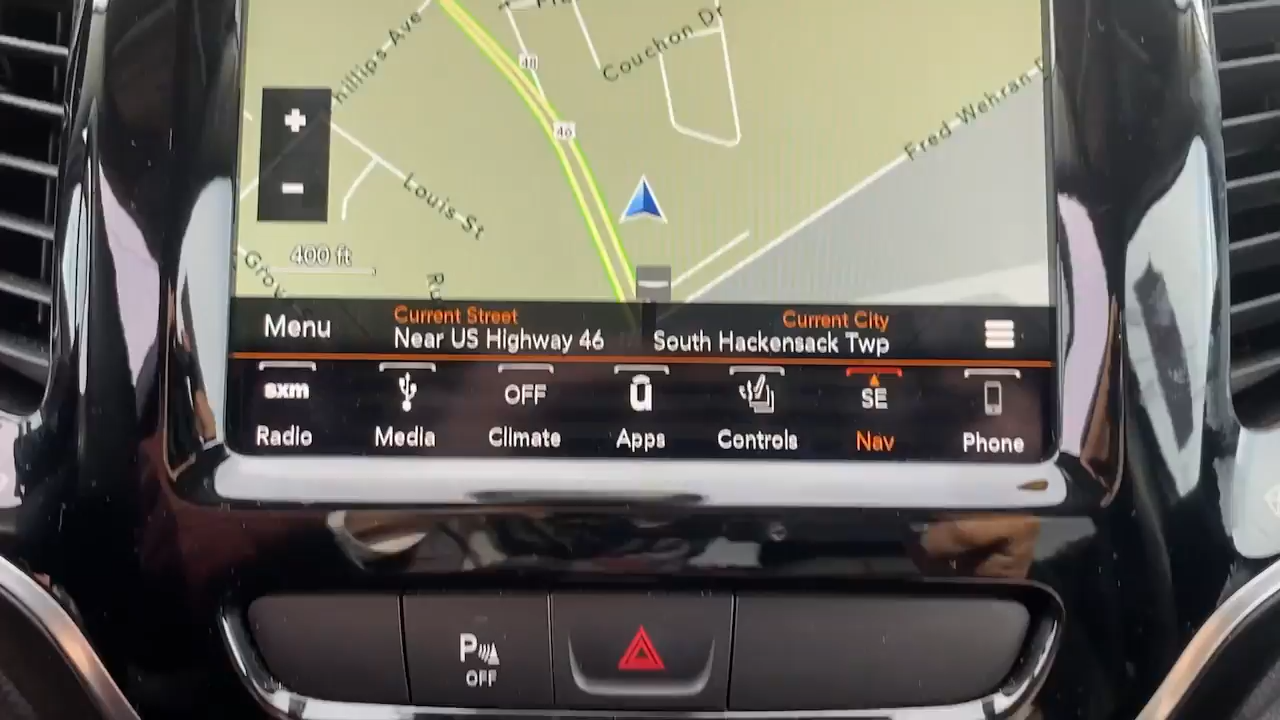 hillips Ave
Couchon Dr
46
46
Fred Wehran
Louis St
400 ft
Menu
Current Street
Near US Highway 46
Current City
South Hackensack Twp
sxm
OFF
SE
Radio
Media
Climate
Apps
Controls
Nav
Phone
P
OFF